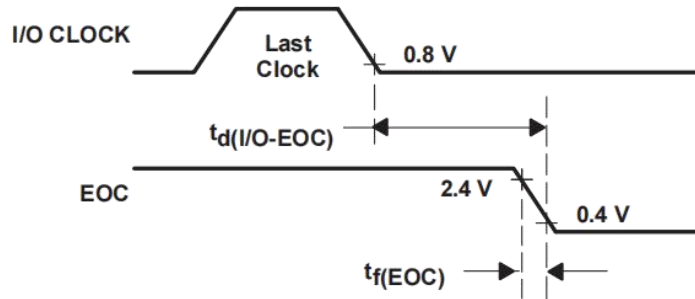 I/O CLOCK
Last
Clock
0.8 V
td(I/O-EOC)
EOC
2.4 V
0.4 V
tf(EOC)